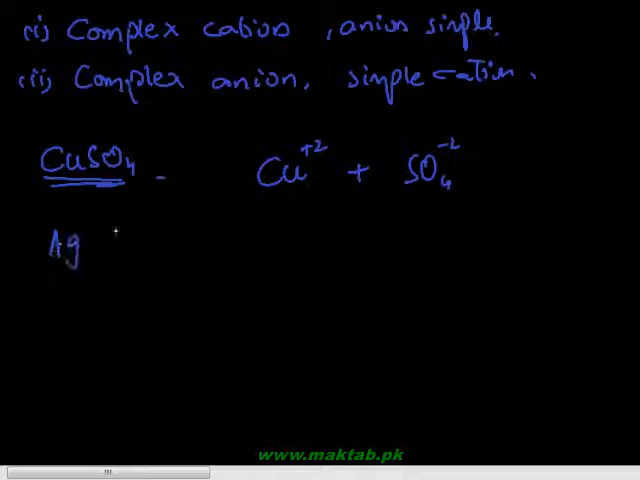 (i) Complex cation , anion simple.
(ii) Complex anion, simple cation.
CuSO4 - Cu+2 + SO4-2
Ag
www.maktab.pk